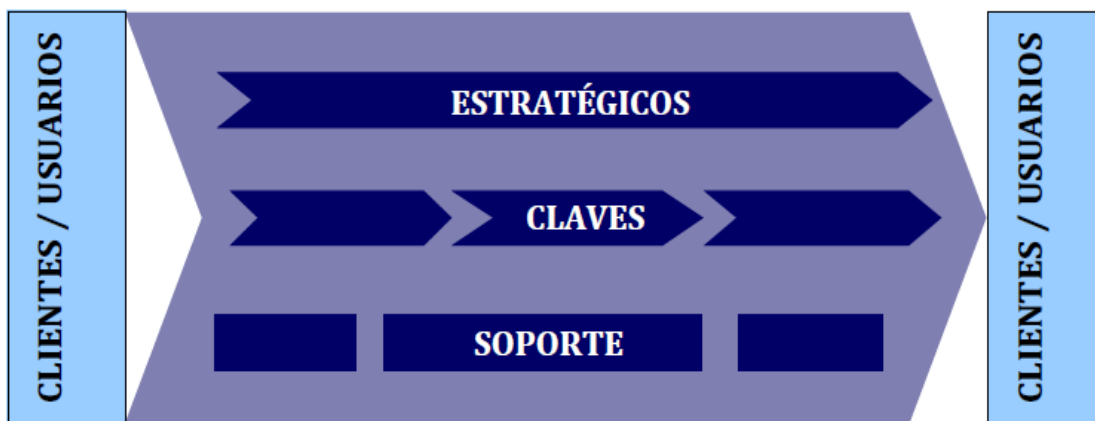 CLIENTES / USUARIOS
ESTRATÉGICOS
CLAVES
SOPORTE
CLIENTES / USUARIOS